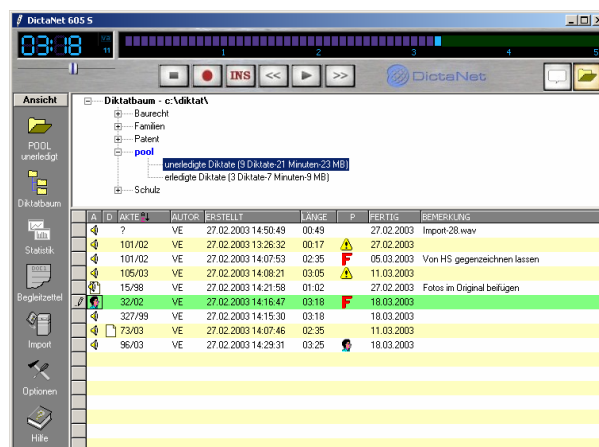 DictaNet 605 S
03:18 VA 11 1 2 3 4 5
INS << >> DictaNet
Ansicht
Diktatbaum - c:\diktat\
Baurecht
Familien
Patent
pool
unerledigte Diktate (9 Diktate-21 Minuten-23 MB)
erledigte Diktate (3 Diktate-7 Minuten-9 MB)
Schulz
POOL
unerledigt
Diktatbaum
Statistik
Begleitzettel
Import
Optionen
Hilfe
A D AKTE AUTOR ERSTELLT LÄNGE P FERTIG BEMERKUNG
? VE 27.02.2003 14:50:49 00:49 27.02.2003 Import-28.wav
101/02 VE 27.02.2003 13:26:32 00:17 27.02.2003
101/02 VE 27.02.2003 14:07:53 02:35 F 05.03.2003 Von HS gegenzeichnen lassen
105/03 VE 27.02.2003 14:08:21 03:05 11.03.2003
15/98 VE 27.02.2003 14:21:58 01:02 27.02.2003 Fotos im Original beifügen
32/02 VE 27.02.2003 14:16:47 03:18 F 18.03.2003
327/99 VE 27.02.2003 14:15:30 03:18 18.03.2003
73/03 VE 27.02.2003 14:07:46 02:35 11.03.2003
96/03 VE 27.02.2003 14:29:31 03:25 18.03.2003